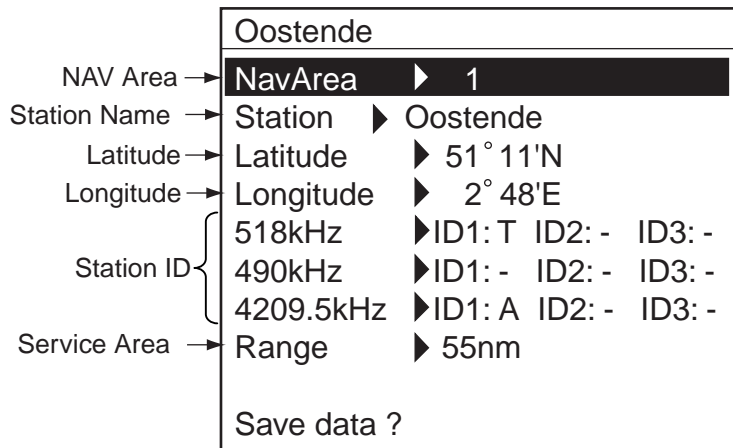 Oostende
NAV Area NavArea 1
Station Name Station Oostende
Latitude Latitude 51°11'N
Longitude Longitude 2°48'E
518kHz ID1: T ID2: - ID3: -
Station ID 490kHz ID1: - ID2: - ID3: -
4209.5kHz ID1: A ID2: - ID3: -
Service Area Range 55nm
Save data ?